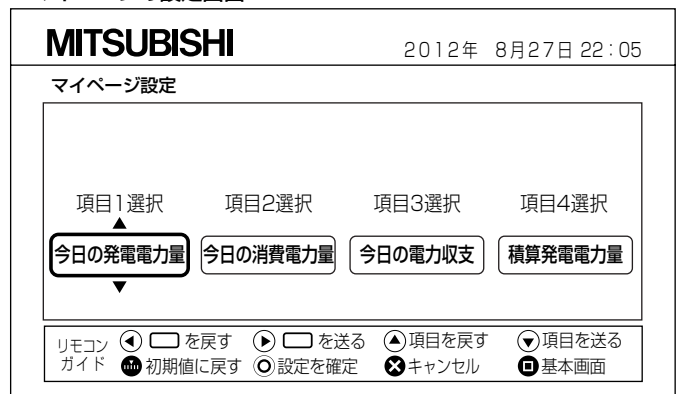 MITSUBISHI 2012年 8月27日 22:05
マイページ設定
項目1選択 項目2選択 項目3選択 項目4選択
▲
今日の発電電力量 今日の消費電力量 今日の電力収支 積算発電電力量
▼
リモコンガイド
◀ を戻す ▶ を送る ▲項目を戻す ▼項目を送る
初期値に戻す ◎設定を確定 ✖キャンセル 基本画面